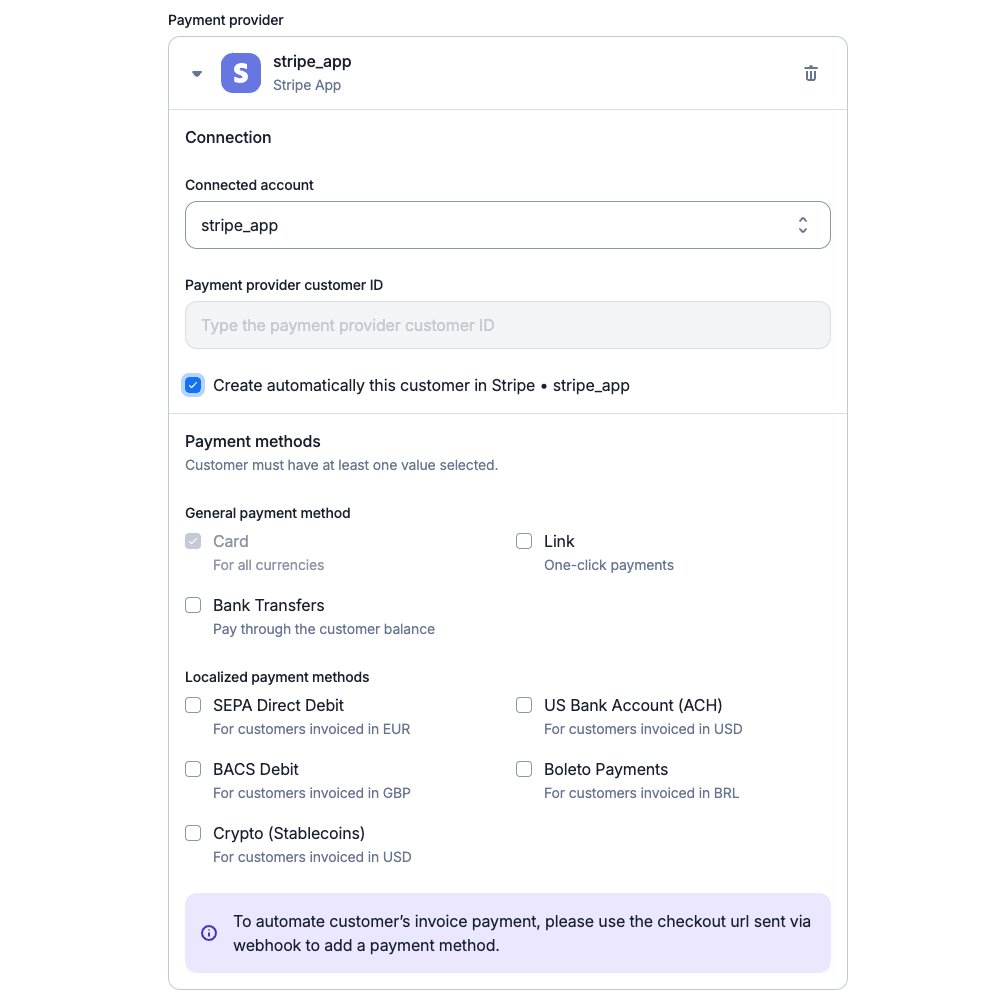 Payment provider
S
stripe_app
Stripe App
Connection
Connected account
stripe_app
Payment provider customer ID
Type the payment provider customer ID
Create automatically this customer in Stripe • stripe_app
Payment methods
Customer must have at least one value selected.
General payment method
Card
For all currencies
Link
One-click payments
Bank Transfers
Pay through the customer balance
Localized payment methods
SEPA Direct Debit
For customers invoiced in EUR
US Bank Account (ACH)
For customers invoiced in USD
BACS Debit
For customers invoiced in GBP
Boleto Payments
For customers invoiced in BRL
Crypto (Stablecoins)
For customers invoiced in USD
To automate customer’s invoice payment, please use the checkout url sent via
webhook to add a payment method.